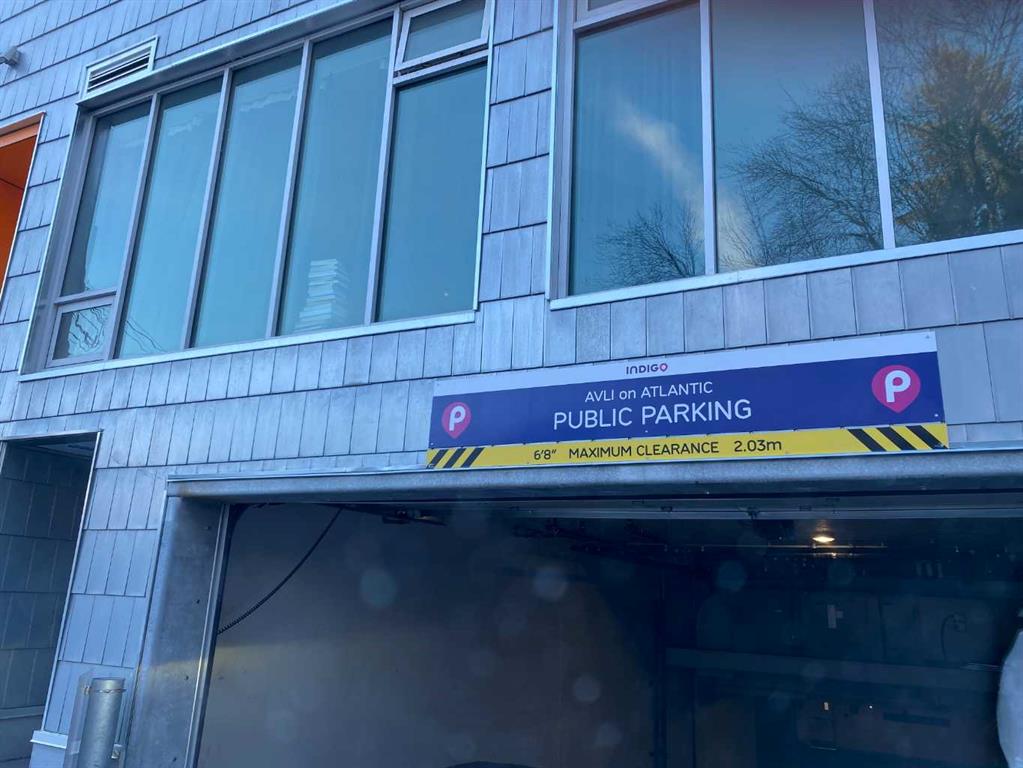 INDIGO
AVLI on ATLANTIC
P PUBLIC PARKING P
6'8" MAXIMUM CLEARANCE 2.03m